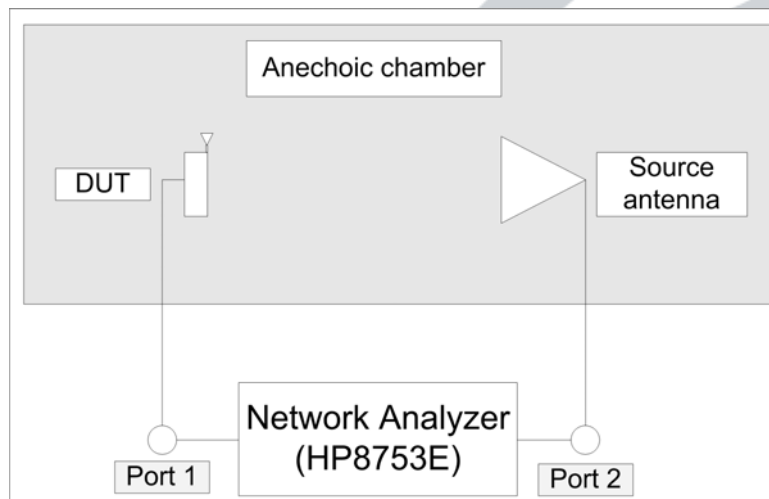 Anechoic chamber
DUT
Source
antenna
Network Analyzer
(HP8753E)
Port 1
Port 2